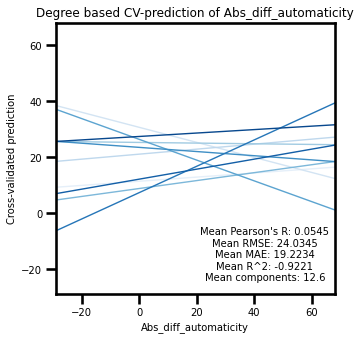 Degree based CV-prediction of Abs_diff_automaticity
Cross-validated prediction
60
40
20
0
−20
Mean Pearson's R: 0.0545
Mean RMSE: 24.0345
Mean MAE: 19.2234
Mean R^2: -0.9221
Mean components: 12.6
−20 0 20 40 60
Abs_diff_automaticity